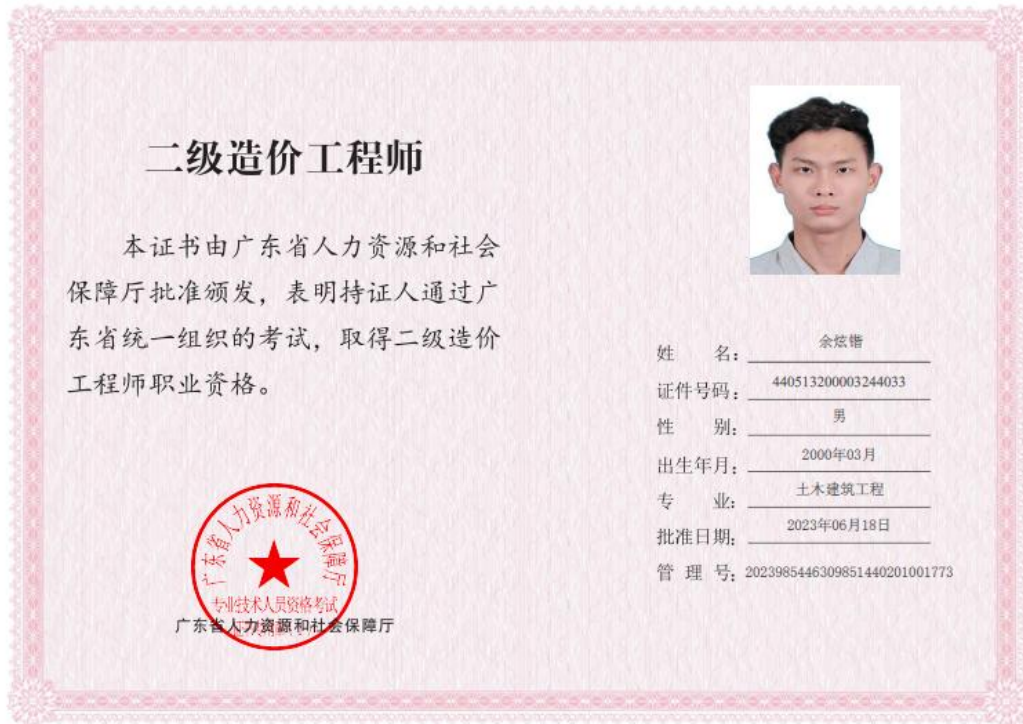 二级造价工程师
本证书由广东省人力资源和社会
保障厅批准颁发，表明持证人通过广
东省统一组织的考试，取得二级造价
工程师职业资格。
广东省人力资源和社会保障厅
专业技术人员资格考试
广东省人力资源和社会保障厅
姓 名：余炫锴
证件号码：440513200003244033
性 别：男
出生年月：2000年03月
专 业：土木建筑工程
批准日期：2023年06月18日
管 理 号：20239854463098514402010017​73